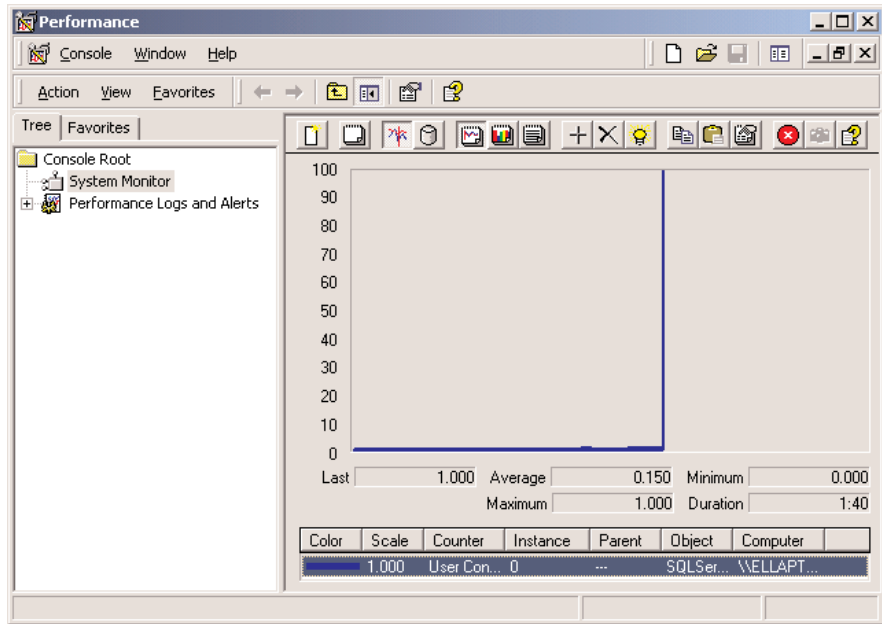 Performance
Console Window Help
Action View Favorites
Tree Favorites
Console Root
System Monitor
Performance Logs and Alerts
100
90
80
70
60
50
40
30
20
10
0
Last 1.000 Average 0.150 Minimum 0.000
Maximum 1.000 Duration 1:40
Color Scale Counter Instance Parent Object Computer
1.000 User Con... 0 --- SQLSer... \\ELLAPT...